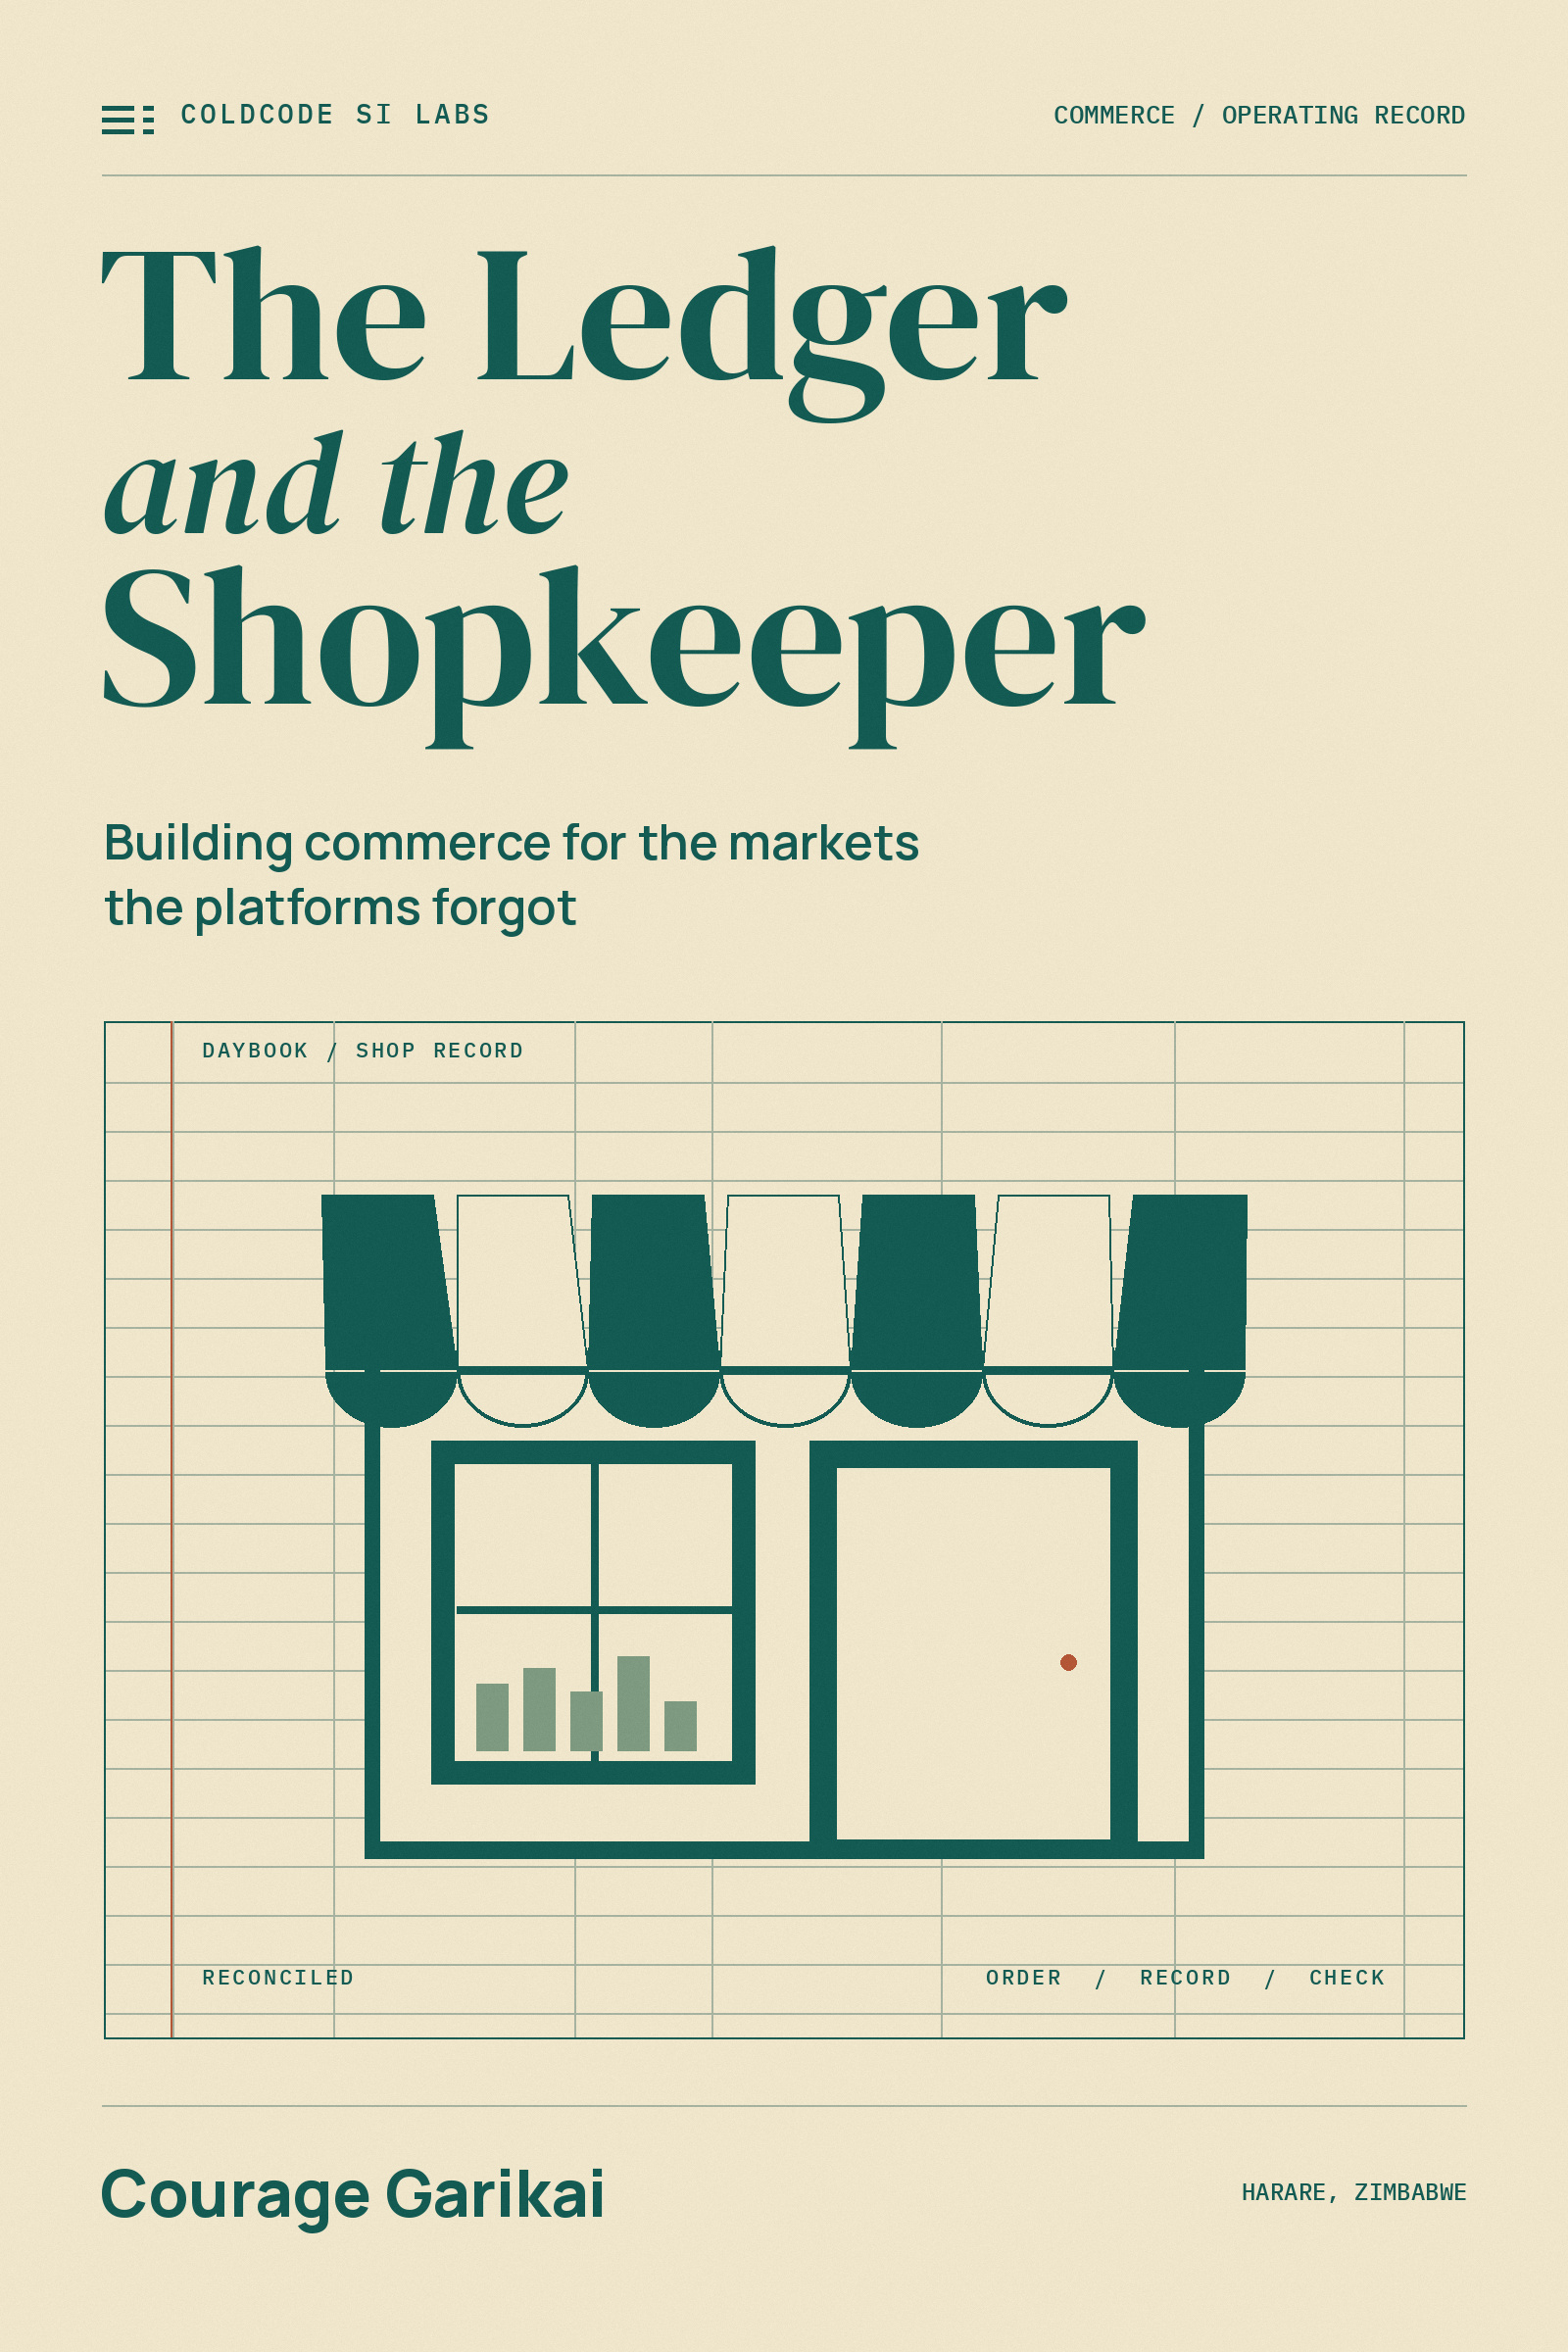 COLDCODE SI LABS
COMMERCE / OPERATING RECORD
The Ledger
and the
Shopkeeper
Building commerce for the markets
the platforms forgot
DAYBOOK / SHOP RECORD
RECONCILED
ORDER / RECORD / CHECK
Courage Garikai
HARARE, ZIMBABWE